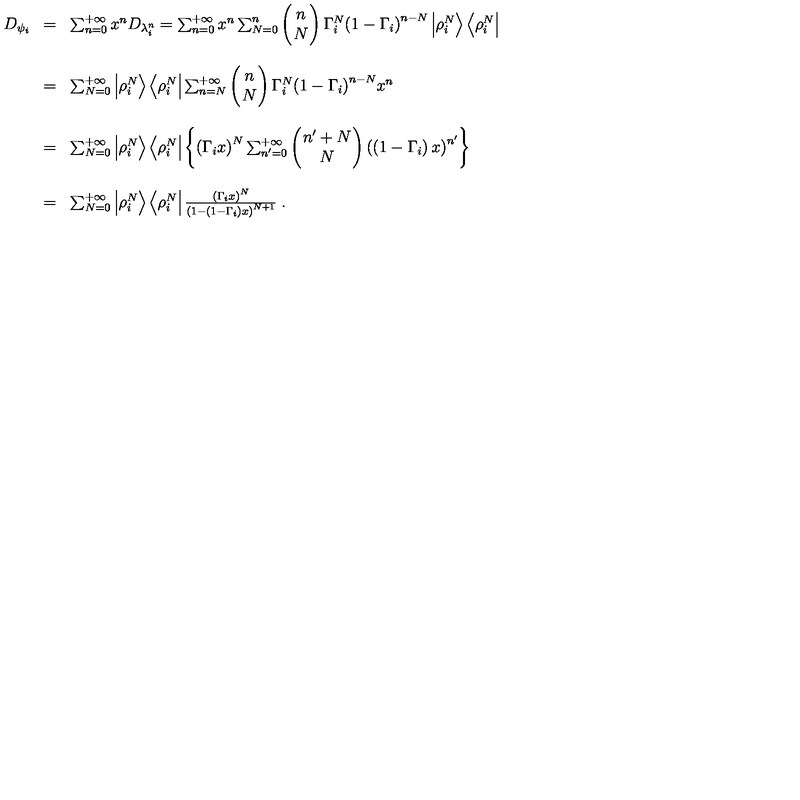 D_{\psi_i} = \sum_{n=0}^{+\infty} x^n D_{\lambda_i^n} = \sum_{n=0}^{+\infty} x^n \sum_{N=0}^{n} \binom{n}{N} \Gamma_i^N (1 - \Gamma_i)^{n-N} \left| \rho_i^N \right\rangle \left\langle \rho_i^N \right|
= \sum_{N=0}^{+\infty} \left| \rho_i^N \right\rangle \left\langle \rho_i^N \right| \sum_{n=N}^{+\infty} \binom{n}{N} \Gamma_i^N (1 - \Gamma_i)^{n-N} x^n
= \sum_{N=0}^{+\infty} \left| \rho_i^N \right\rangle \left\langle \rho_i^N \right| \left\{ (\Gamma_i x)^N \sum_{n'=0}^{+\infty} \binom{n'+N}{N} ((1 - \Gamma_i) x)^{n'} \right\}
= \sum_{N=0}^{+\infty} \left| \rho_i^N \right\rangle \left\langle \rho_i^N \right| \frac{(\Gamma_i x)^N}{(1-(1-\Gamma_i)x)^{N+1}} .